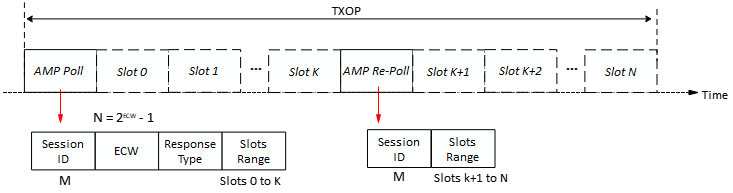 TXOP
AMP Poll
Slot 0
Slot 1
...
Slot K
AMP Re-Poll
Slot K+1
Slot K+2
...
Slot N
Time
N = 2^ECW - 1
Session ID
ECW
Response Type
Slots Range
M
Slots 0 to K
Session ID
Slots Range
M
Slots k+1 to N